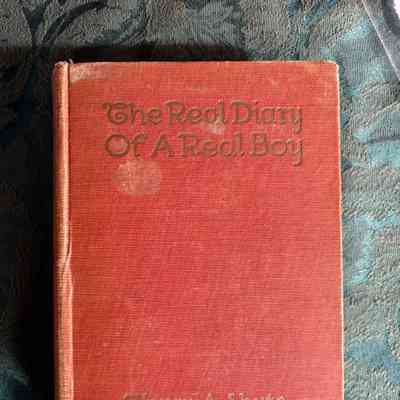 The Real Diary
Of A Real Boy